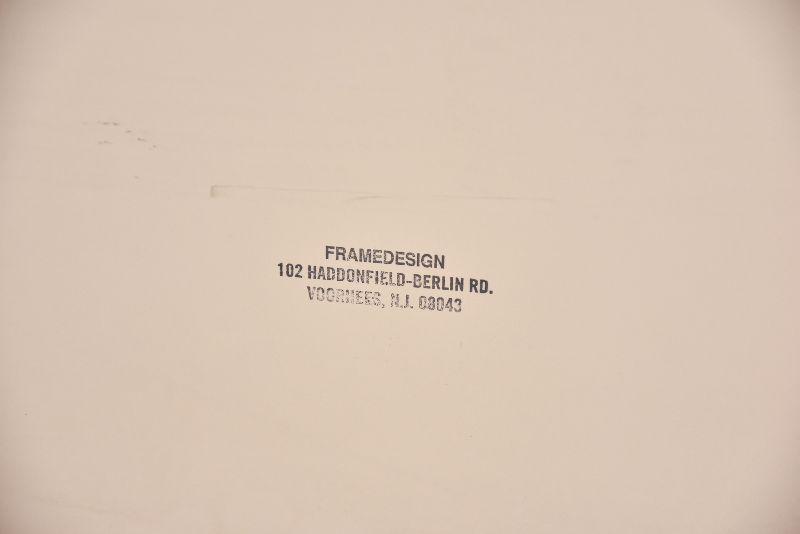 FRAMEDESIGN
102 HADDONFIELD-BERLIN RD.
VOORHEES, N.J. 08043